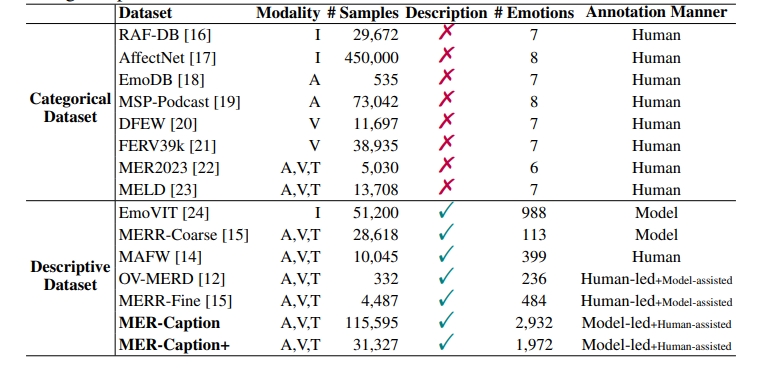 Dataset Modality # Samples Description # Emotions Annotation Manner
Categorical Dataset
RAF-DB [16] I 29,672 ✗ 7 Human
AffectNet [17] I 450,000 ✗ 8 Human
EmoDB [18] A 535 ✗ 7 Human
MSP-Podcast [19] A 73,042 ✗ 8 Human
DFEW [20] V 11,697 ✗ 7 Human
FERV39k [21] V 38,935 ✗ 7 Human
MER2023 [22] A,V,T 5,030 ✗ 6 Human
MELD [23] A,V,T 13,708 ✗ 7 Human
Descriptive Dataset
EmoVIT [24] I 51,200 ✓ 988 Model
MERR-Coarse [15] A,V,T 28,618 ✓ 113 Model
MAFW [14] A,V,T 10,045 ✓ 399 Human
OV-MERD [12] A,V,T 332 ✓ 236 Human-led+Model-assisted
MERR-Fine [15] A,V,T 4,487 ✓ 484 Human-led+Model-assisted
MER-Caption A,V,T 115,595 ✓ 2,932 Model-led+Human-assisted
MER-Caption+ A,V,T 31,327 ✓ 1,972 Model-led+Human-assisted